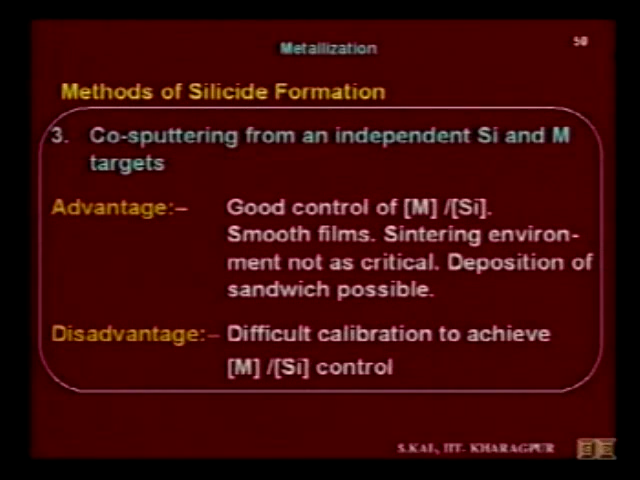 Metallization
50
Methods of Silicide Formation
3. Co-sputtering from an independent Si and M
targets
Advantage:– Good control of [M] /[Si].
Smooth films. Sintering environ-
ment not as critical. Deposition of
sandwich possible.
Disadvantage:– Difficult calibration to achieve
[M] /[Si] control
S.KAL, IIT- KHARAGPUR